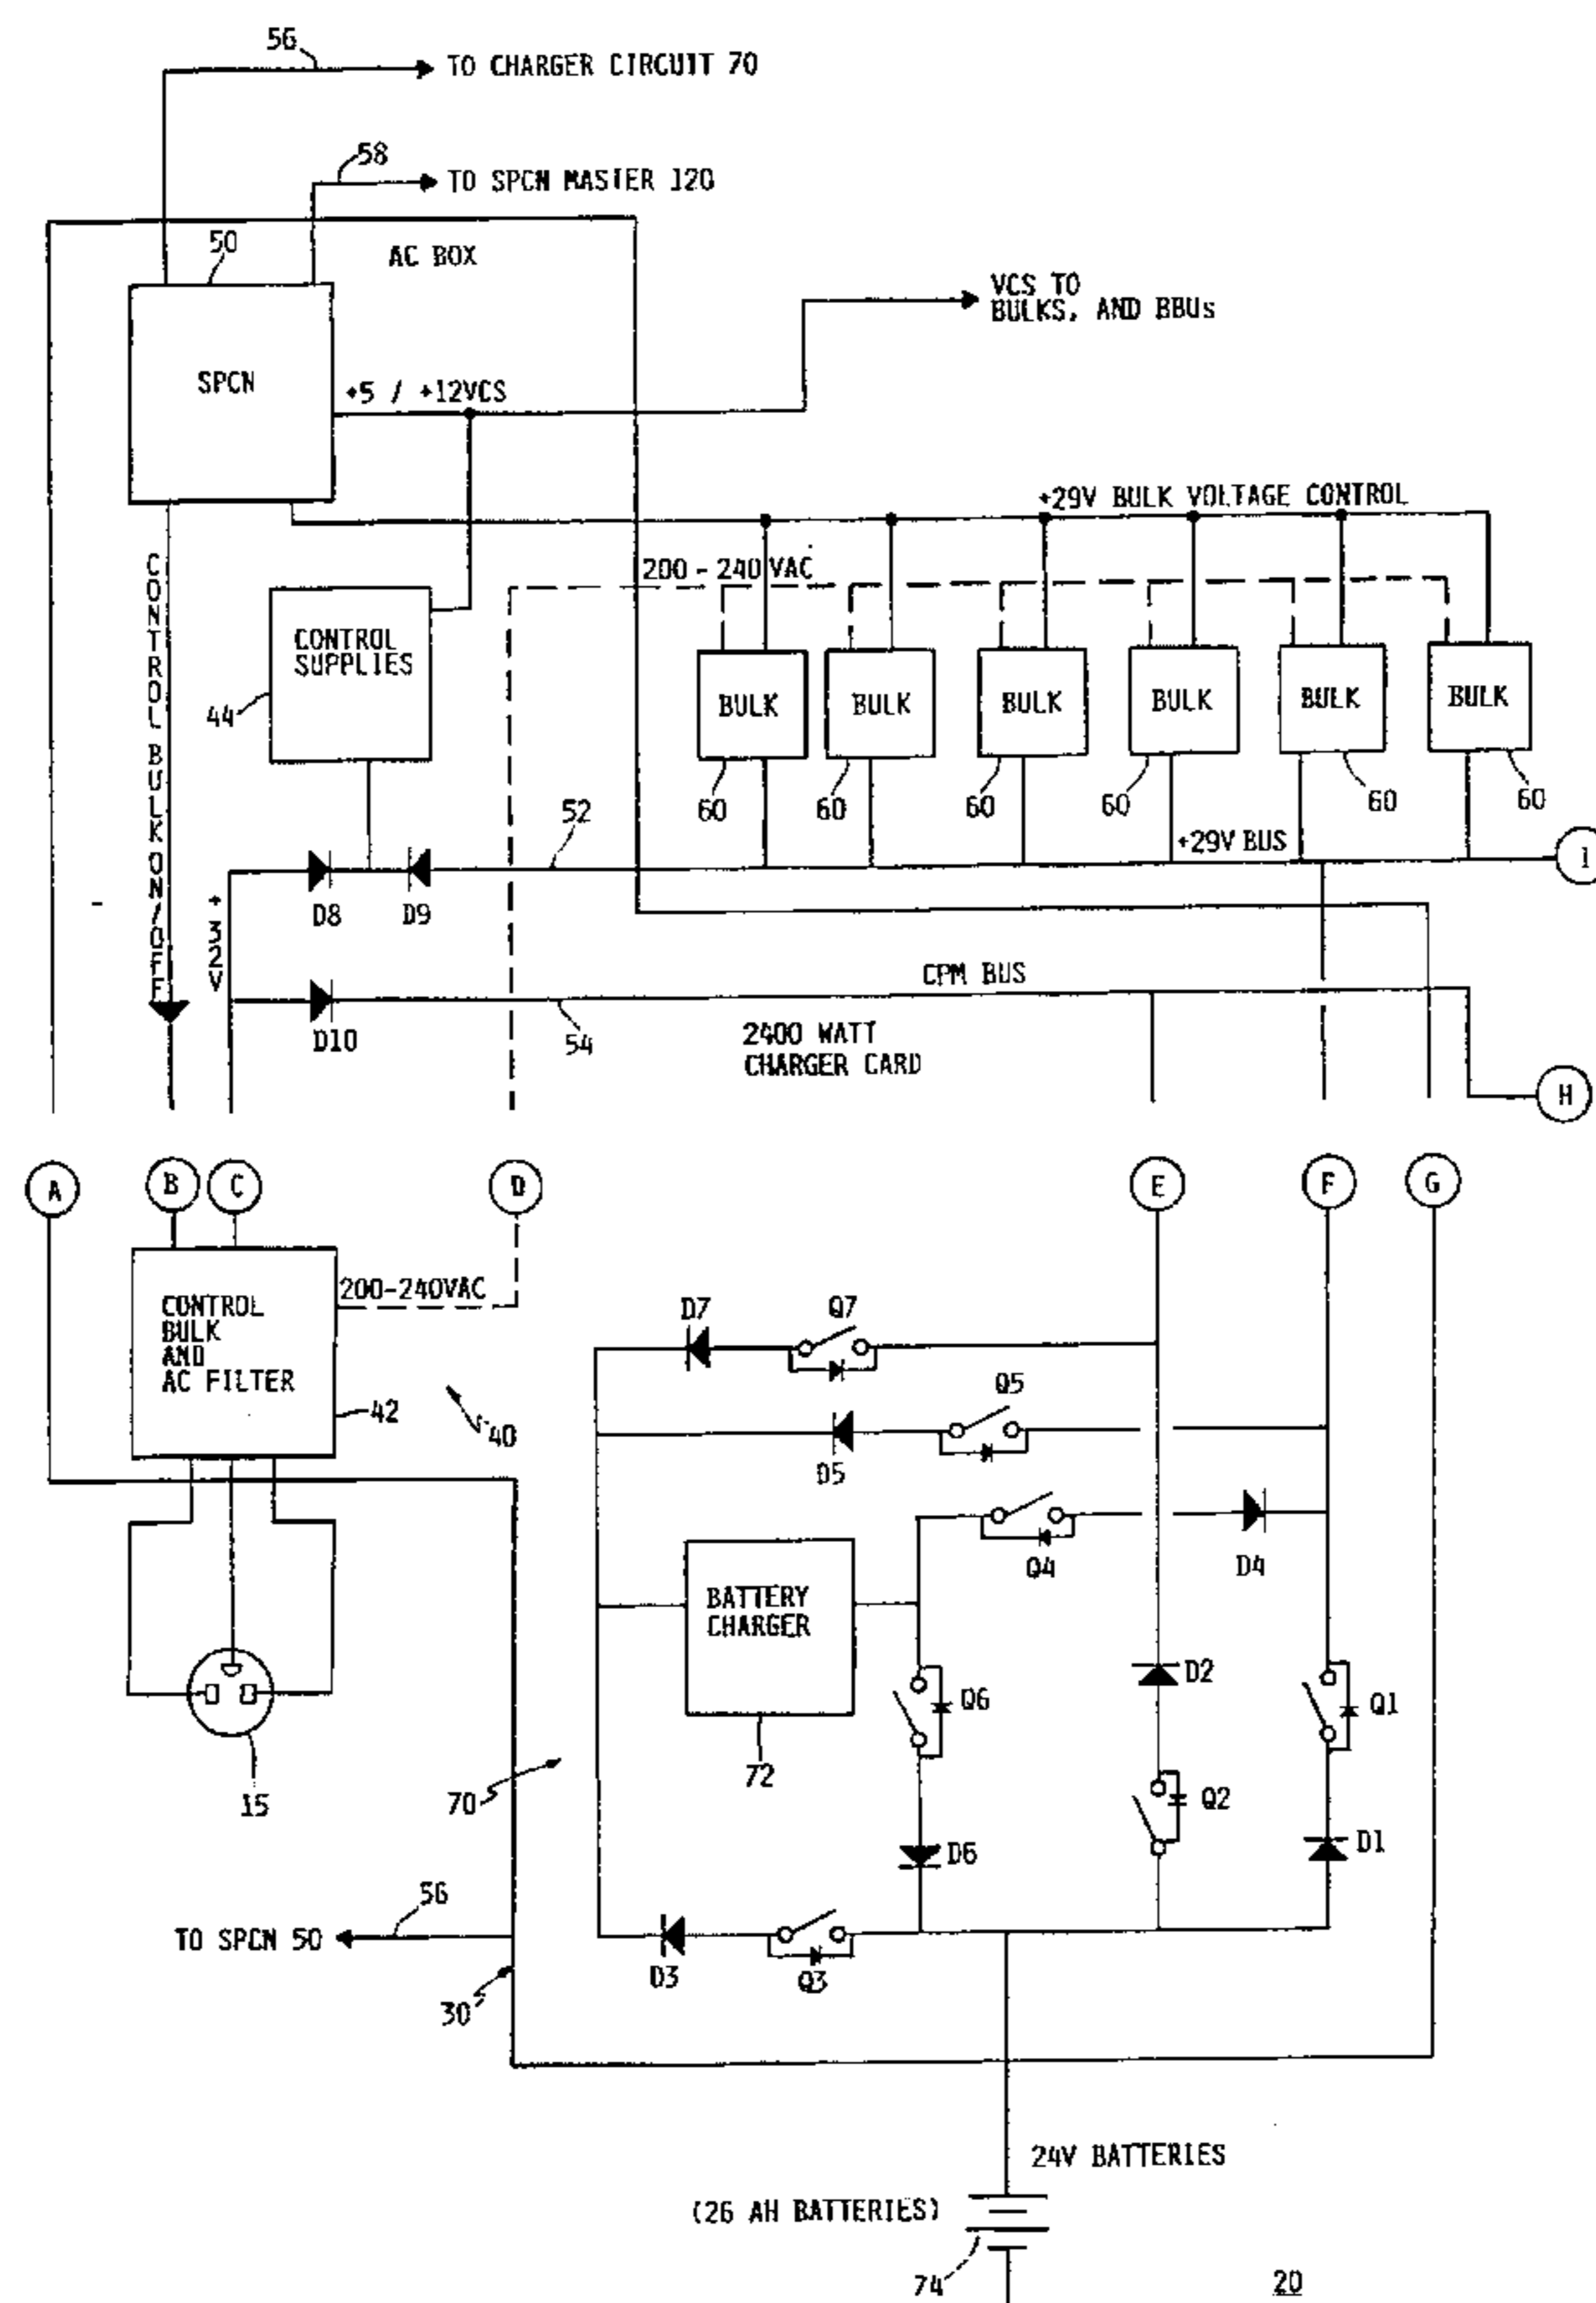 56
TO CHARGER CIRCUIT 70
58
TO SPCN MASTER 120
50
AC BOX
VCS TO
BULKS, AND BBUs
SPCN
+5 / +12VCS
+29V BULK VOLTAGE CONTROL
CONTROL BULK ON/OFF
200 - 240 VAC
CONTROL
SUPPLIES
44
BULK
BULK
BULK
BULK
BULK
BULK
60
60
60
60
60
60
52
+29V BUS
I
D8
D9
+32V
CPM BUS
D10
54
2400 WATT
CHARGER CARD
H
A
B
C
D
E
F
G
CONTROL
BULK
AND
AC FILTER
200-240VAC
42
40
D7
Q7
Q5
D5
Q4
D4
BATTERY
CHARGER
72
Q6
D2
Q1
15
70
Q2
D6
D1
56
TO SPCN 50
D3
Q3
30
24V BATTERIES
(26 AH BATTERIES)
74
20